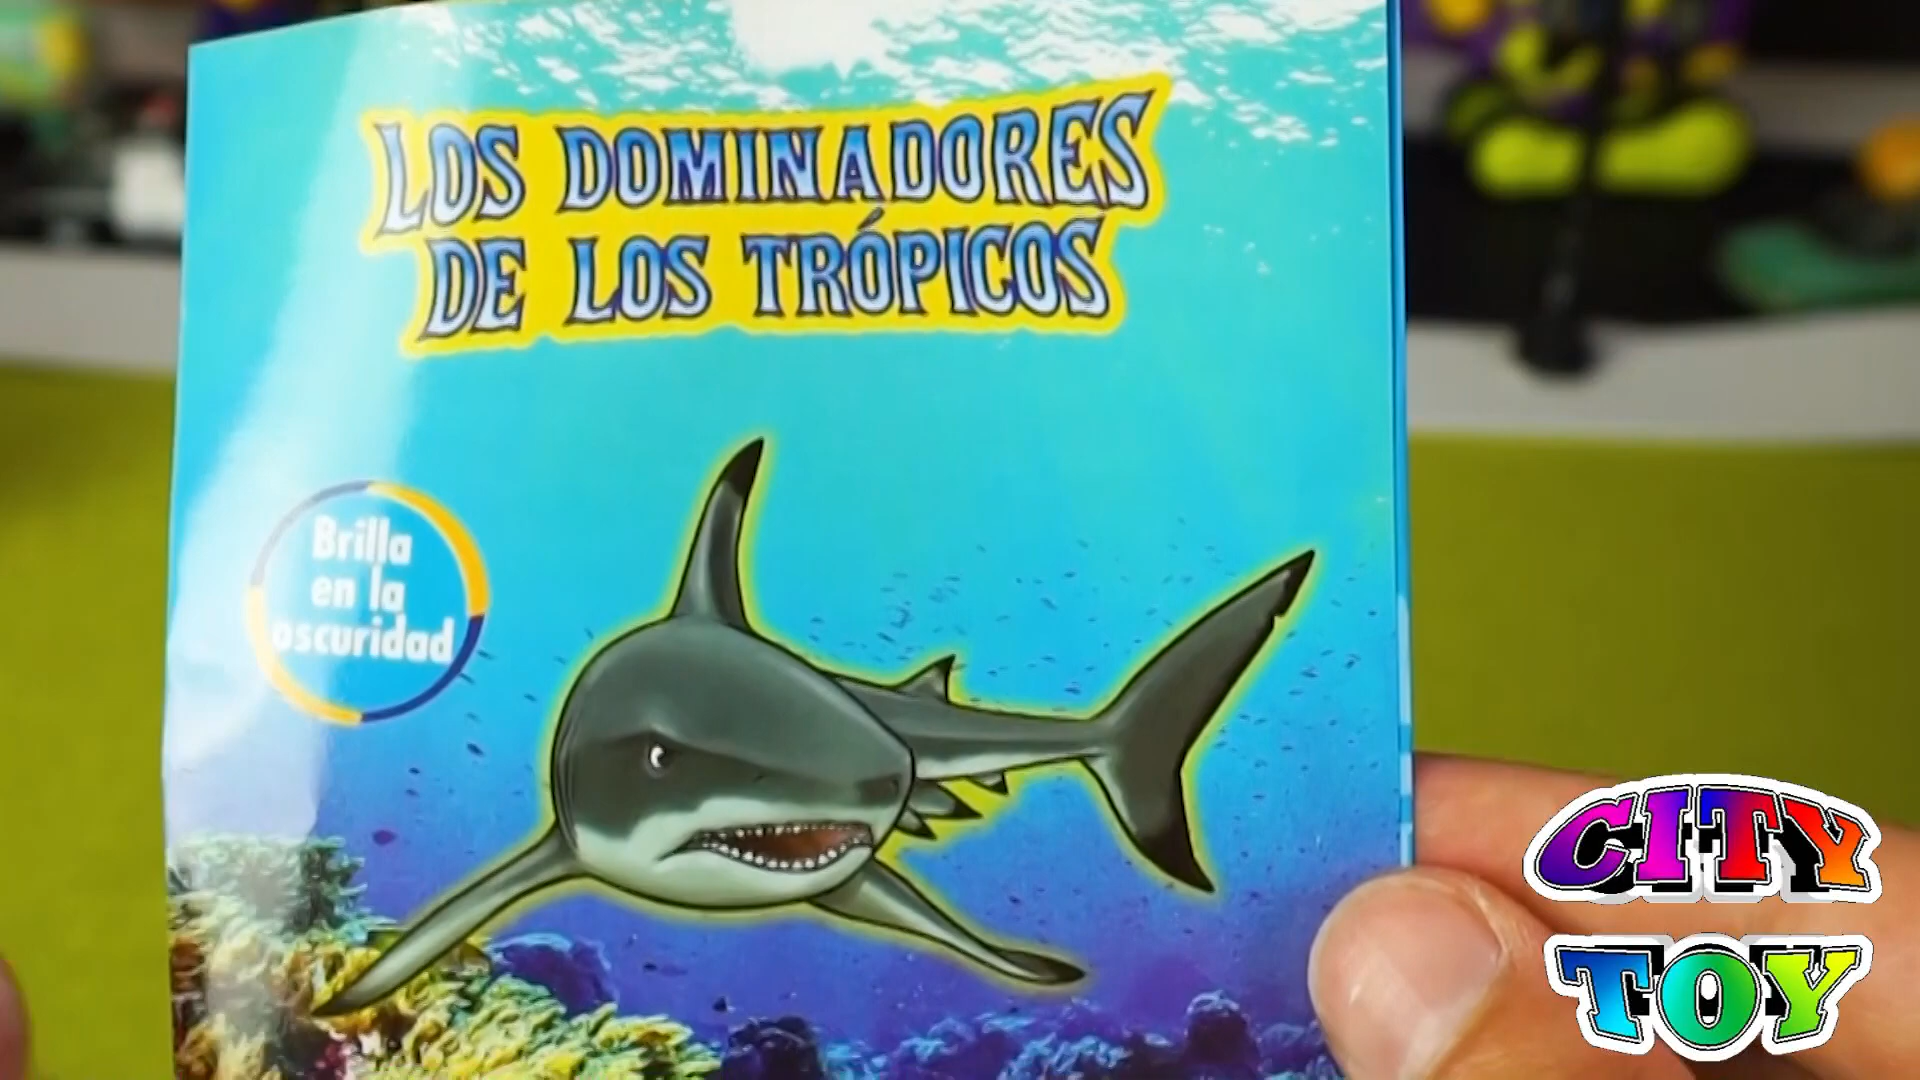 LOS DOMINADORES
DE LOS TRÓPICOS
Brilla
en la
oscuridad
CITY
TOY